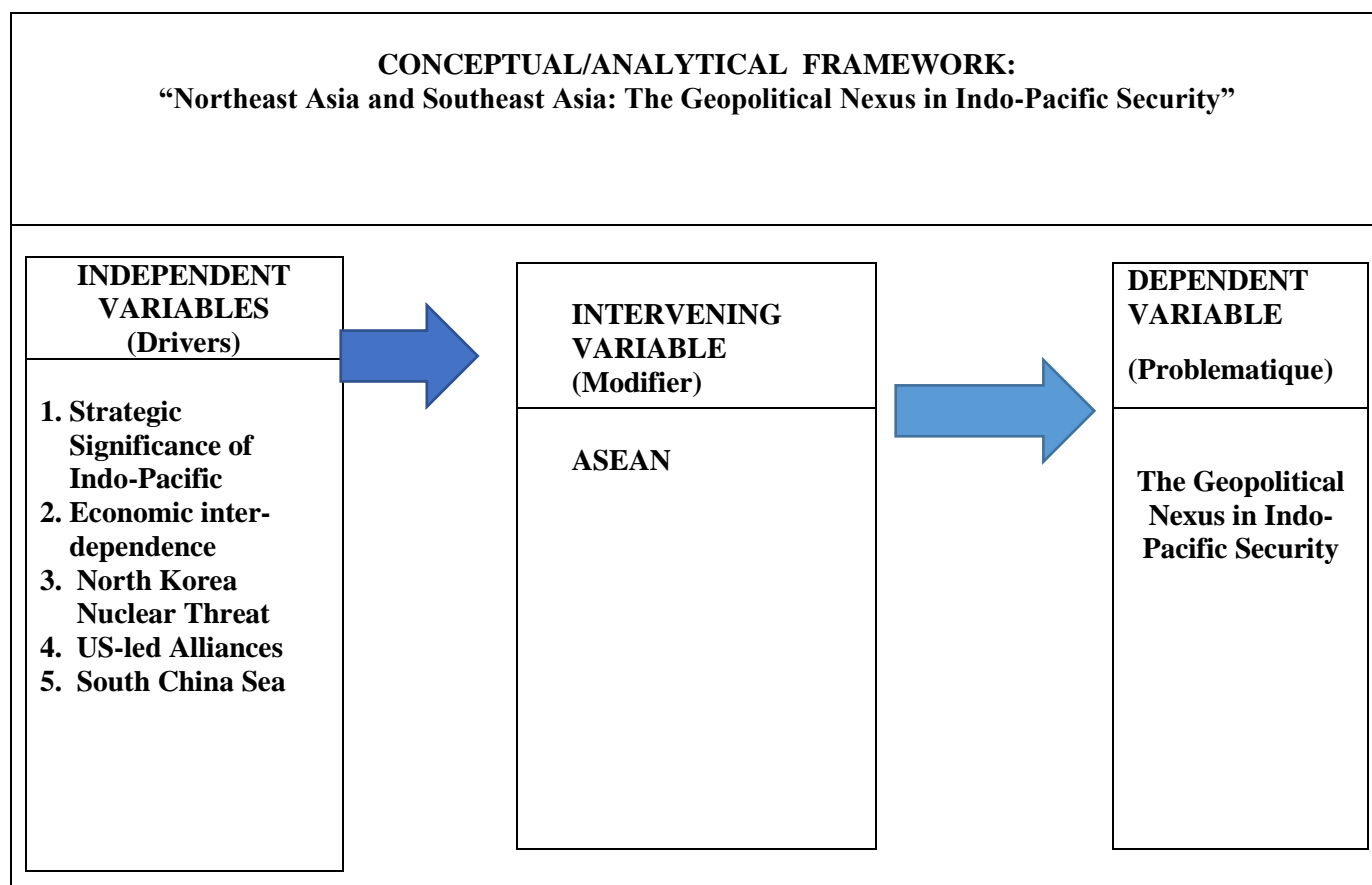 CONCEPTUAL/ANALYTICAL FRAMEWORK:
“Northeast Asia and Southeast Asia: The Geopolitical Nexus in Indo-Pacific Security”
INDEPENDENT
VARIABLES
(Drivers)
1. Strategic
Significance of
Indo-Pacific
2. Economic inter-
dependence
3. North Korea
Nuclear Threat
4. US-led Alliances
5. South China Sea
INTERVENING
VARIABLE
(Modifier)
ASEAN
DEPENDENT
VARIABLE
(Problematique)
The Geopolitical
Nexus in Indo-
Pacific Security